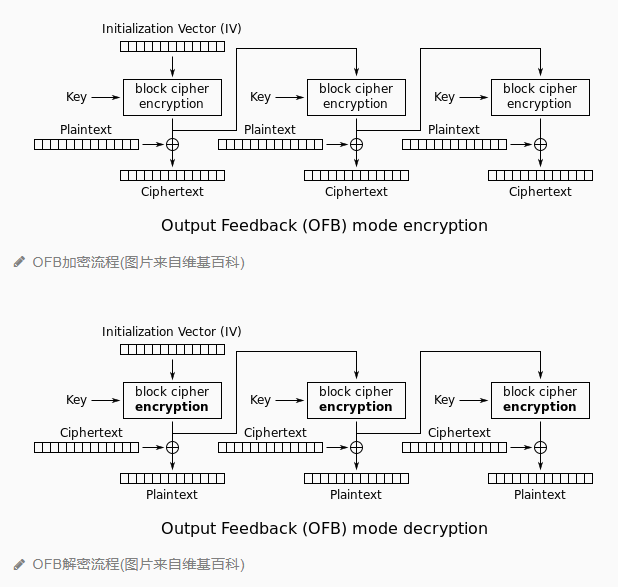 Initialization Vector (IV)
block cipher
encryption
block cipher
encryption
block cipher
encryption
Key
Key
Key
Plaintext
Plaintext
Plaintext
Ciphertext
Ciphertext
Ciphertext
Output Feedback (OFB) mode encryption
OFB加密流程(图片来自维基百科)
Initialization Vector (IV)
block cipher
encryption
block cipher
encryption
block cipher
encryption
Key
Key
Key
Ciphertext
Ciphertext
Ciphertext
Plaintext
Plaintext
Plaintext
Output Feedback (OFB) mode decryption
OFB解密流程(图片来自维基百科)